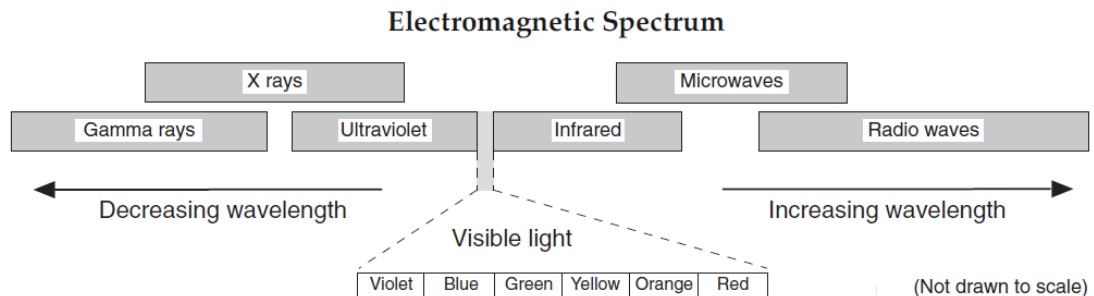 Electromagnetic Spectrum
X rays
Microwaves
Gamma rays
Ultraviolet
Infrared
Radio waves
Decreasing wavelength
Increasing wavelength
Visible light
Violet Blue Green Yellow Orange Red
(Not drawn to scale)